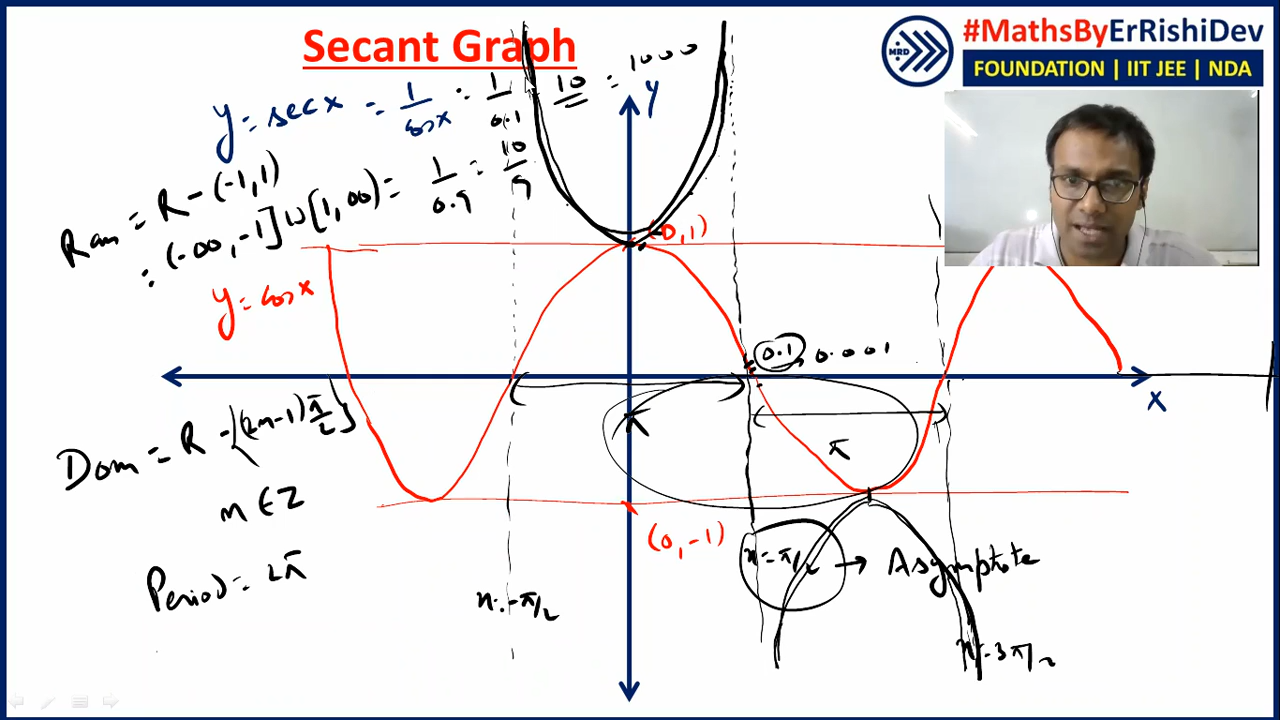 Secant Graph
#MathsByErRishiDev
MRD
FOUNDATION | IIT JEE | NDA
y = sec x = 1/cos x = 1/0.1 = 10 = 1000
= 1/0.9 = 10/9
Ran = R - (-1,1)
= (-∞,-1] ∪ [1,∞)
y = cos x
Y
(0,1)
0.1 → 0.001
X
π
π
Dom = R - {(2n-1)π/2}
n ∈ Z
Period = 2π
(0,-1)
x = π/2 → Asymptote
x = -π/2
x = 3π/2